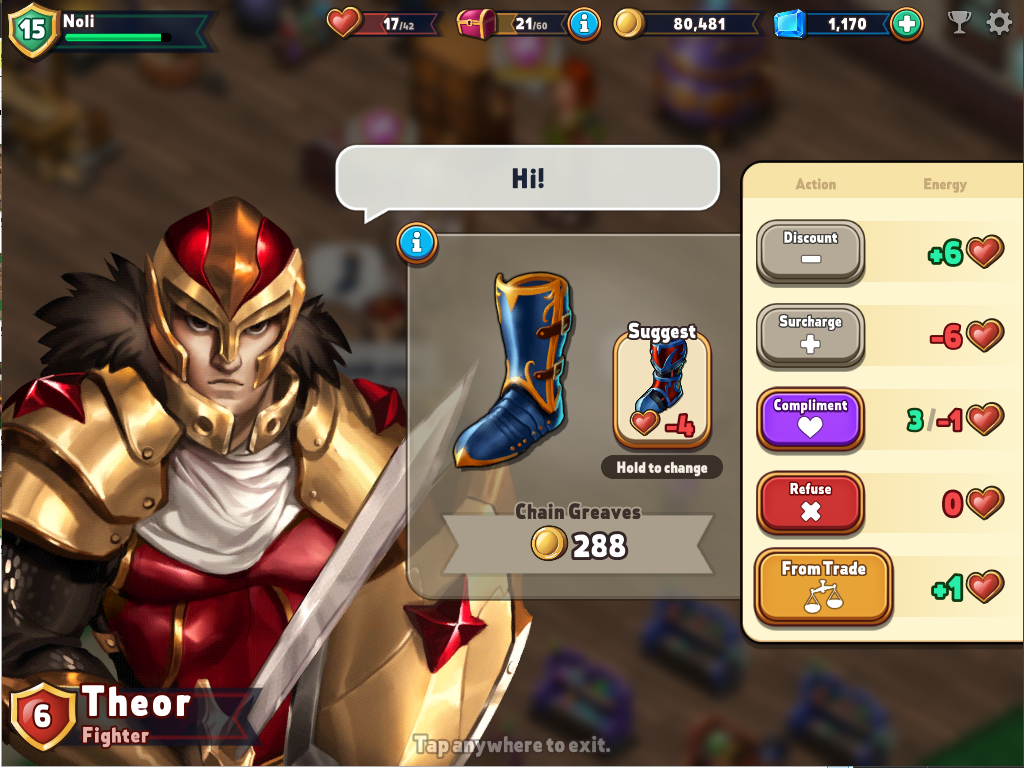 15
Noli
17/42
21/60
i
80,481
1,170
Hi!
i
Suggest
-4
Hold to change
Chain Greaves
288
Action Energy
Discount +6
Surcharge -6
Compliment 3/-1
Refuse 0
From Trade +1
6
Theor
Fighter
Tap anywhere to exit.